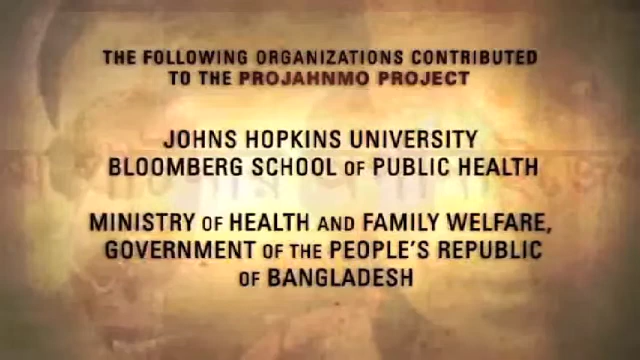 THE FOLLOWING ORGANIZATIONS CONTRIBUTED
TO THE PROJAHNMO PROJECT
JOHNS HOPKINS UNIVERSITY
BLOOMBERG SCHOOL OF PUBLIC HEALTH
MINISTRY OF HEALTH AND FAMILY WELFARE,
GOVERNMENT OF THE PEOPLE'S REPUBLIC
OF BANGLADESH